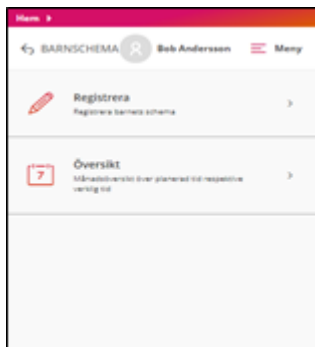 Hem
BARNSCHEMA Bob Andersson Meny
Registrera
Registrera barnets schema
7 Översikt
Månadsöversikt över planerad tid respektive
verklig tid